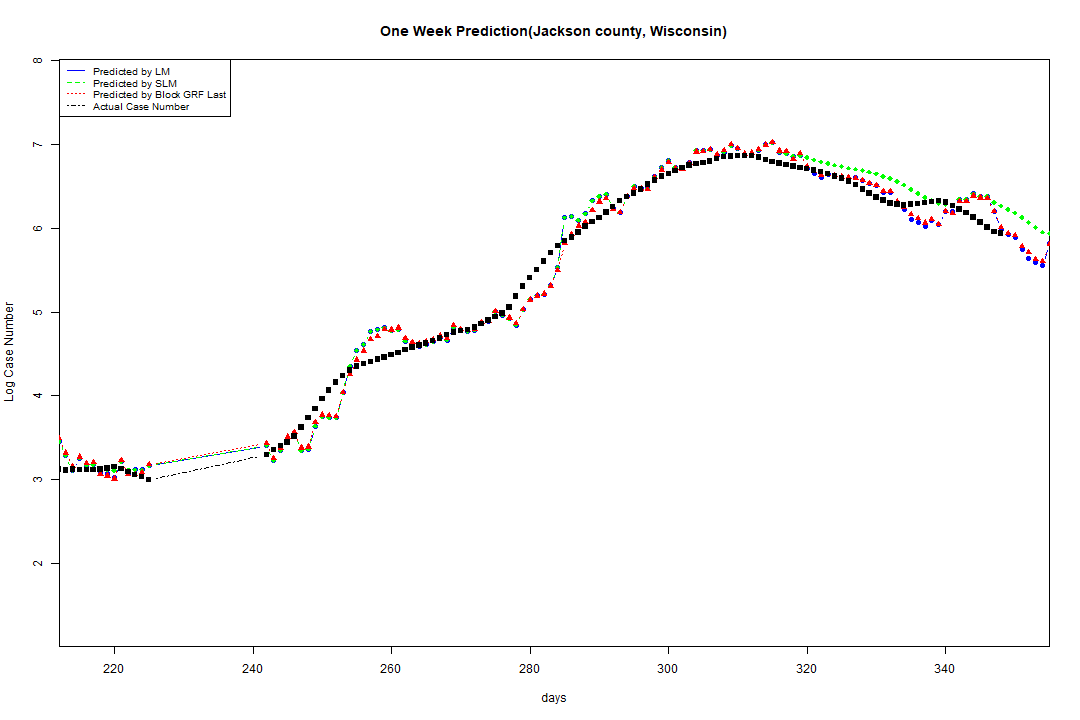 One Week Prediction(Jackson county, Wisconsin)
Predicted by LM
Predicted by SLM
Predicted by Block GRF Last
Actual Case Number
8
7
6
5
4
3
2
Log Case Number
220 240 260 280 300 320 340
days